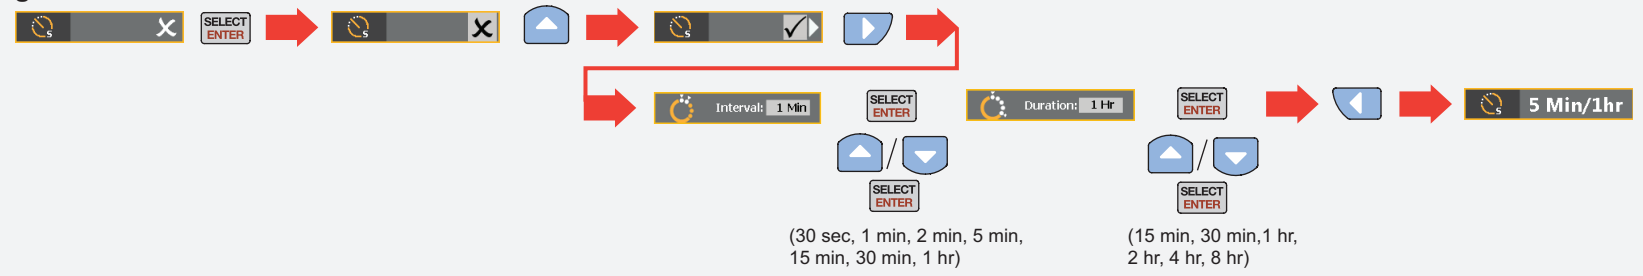 SELECT
ENTER
S
S
S
Interval: 1 Min
SELECT
ENTER
/
SELECT
ENTER
(30 sec, 1 min, 2 min, 5 min,
15 min, 30 min, 1 hr)
Duration: 1 Hr
SELECT
ENTER
/
SELECT
ENTER
(15 min, 30 min,1 hr,
2 hr, 4 hr, 8 hr)
S 5 Min/1hr